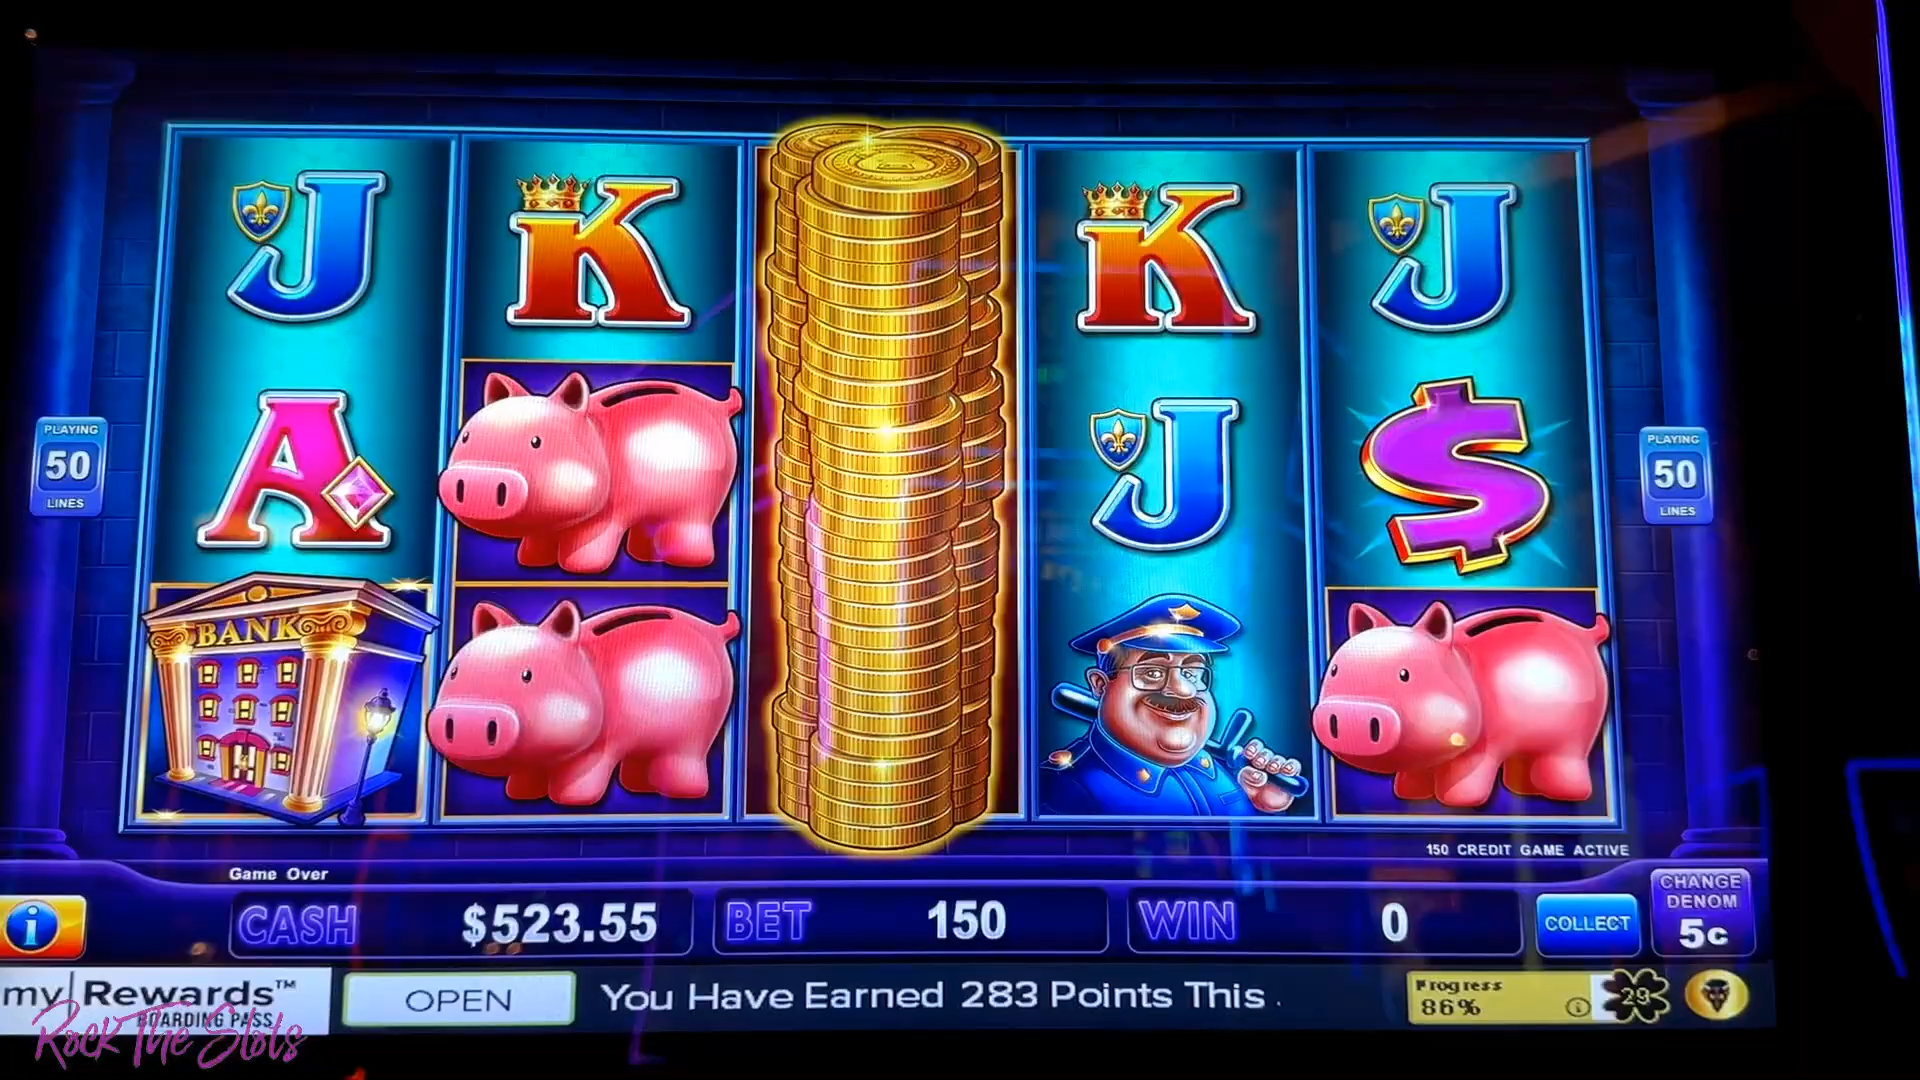 J
K
K
J
A
J
$
BANK
PLAYING
50
LINES
PLAYING
50
LINES
150 CREDIT GAME ACTIVE
Game Over
CASH $523.55
BET 150
WIN 0
COLLECT
CHANGE
DENOM
5c
i
my Rewards™
BOARDING PASS
OPEN
You Have Earned 283 Points This
Progress
86%
29
Rock The Slots